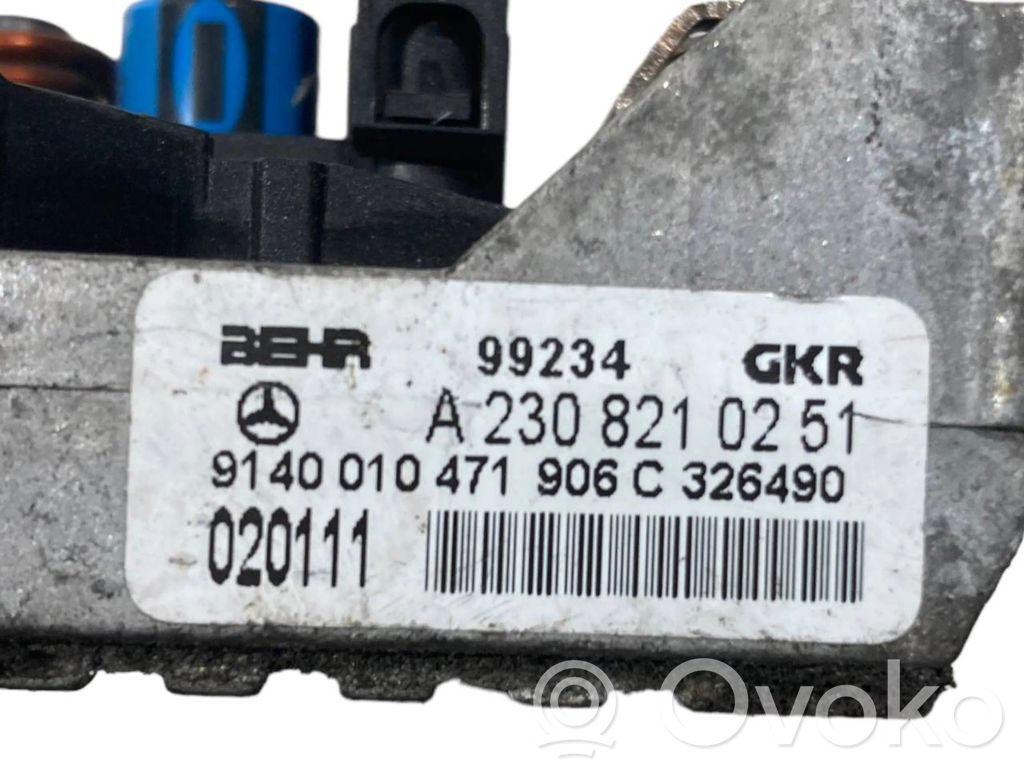 BEHR 99234 GKR
A 230 821 02 51
9140 010 471 906 C 326490
020111
Ovoko